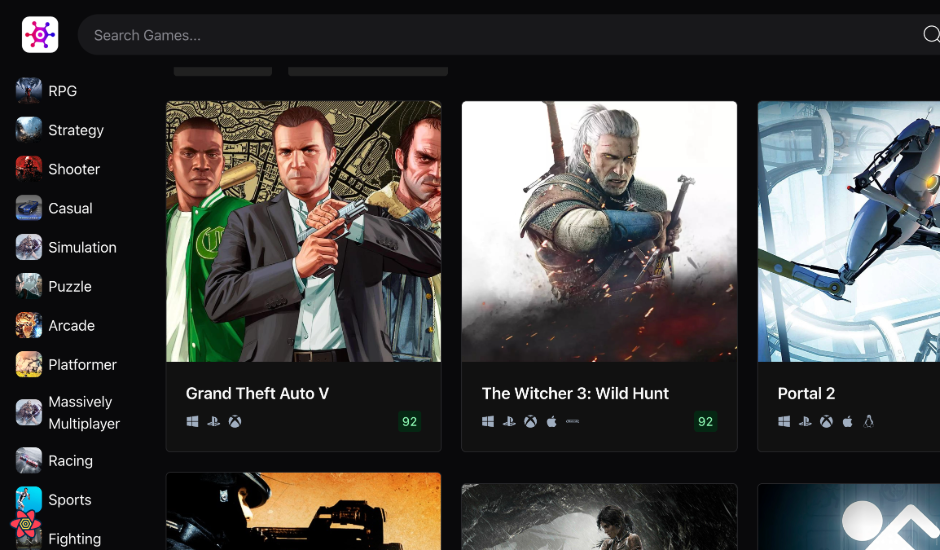 Search Games...
RPG
Strategy
Shooter
Casual
Simulation
Puzzle
Arcade
Platformer
Massively
Multiplayer
Racing
Sports
Fighting
Grand Theft Auto V
92
The Witcher 3: Wild Hunt
92
Portal 2